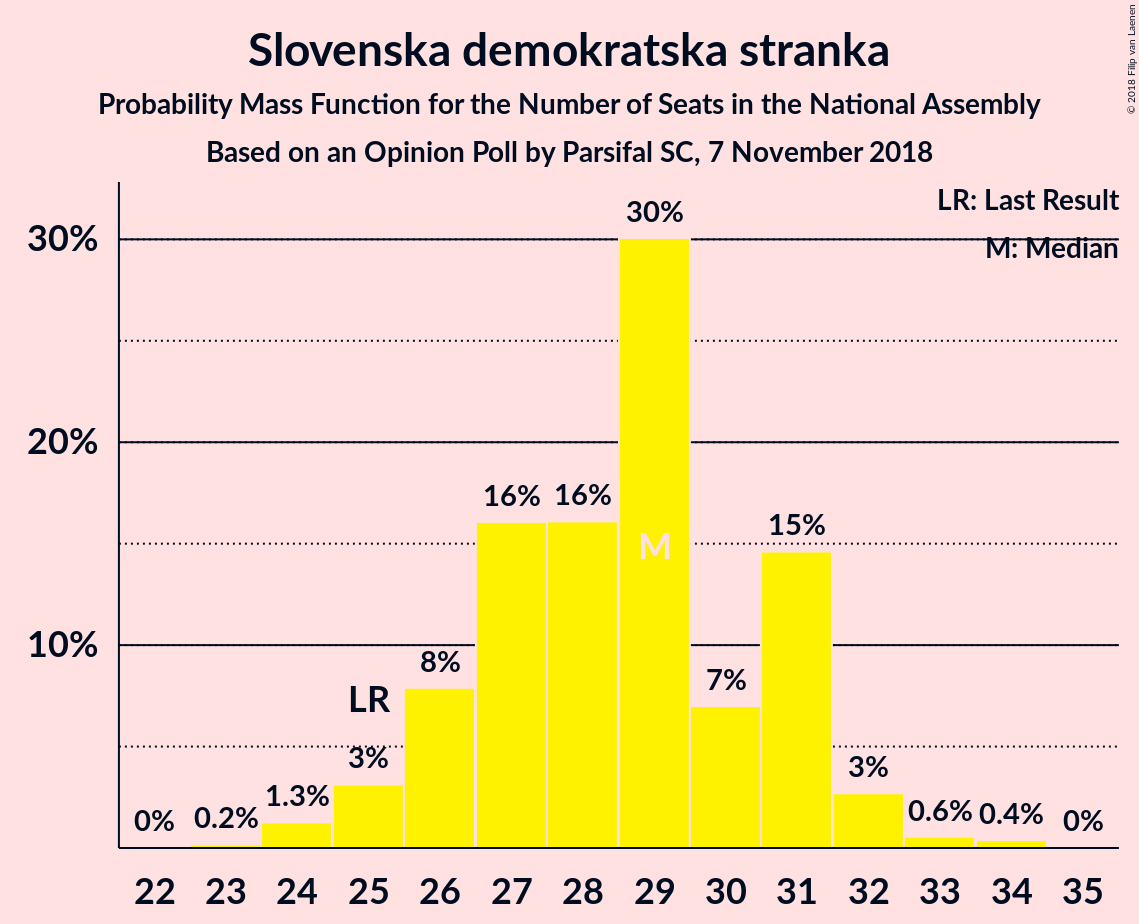 Slovenska demokratska stranka
Probability Mass Function for the Number of Seats in the National Assembly
Based on an Opinion Poll by Parsifal SC, 7 November 2018
© 2018 Filip van Laenen
LR: Last Result
M: Median
30%
20%
10%
0%
0.2%
1.3%
3%
LR
8%
16%
16%
30%
M
7%
15%
3%
0.6%
0.4%
0%
22 23 24 25 26 27 28 29 30 31 32 33 34 35